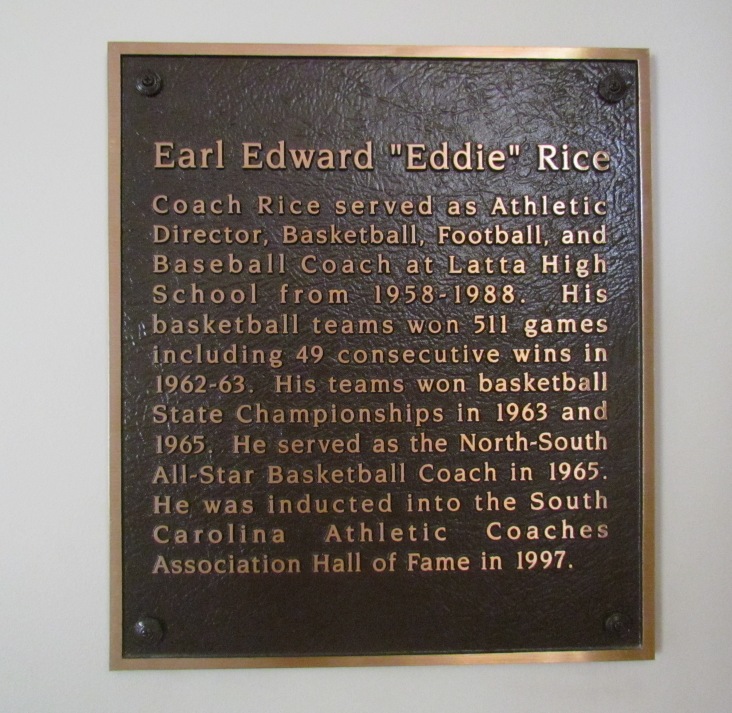 Earl Edward "Eddie" Rice
Coach Rice served as Athletic
Director, Basketball, Football, and
Baseball Coach at Latta High
School from 1958-1988. His
basketball teams won 511 games
including 49 consecutive wins in
1962-63. His teams won basketball
State Championships in 1963 and
1965. He served as the North-South
All-Star Basketball Coach in 1965.
He was inducted into the South
Carolina Athletic Coaches
Association Hall of Fame in 1997.